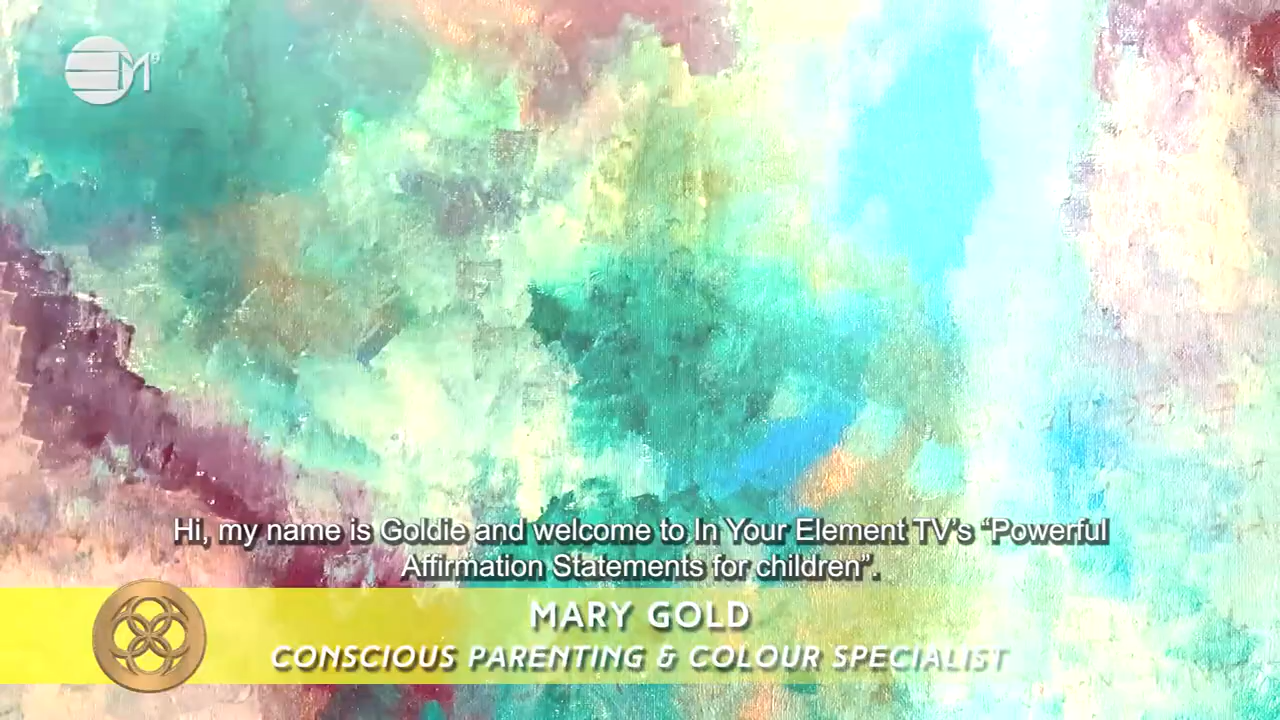 EM
Hi, my name is Goldie and welcome to In Your Element TV's “Powerful
Affirmation Statements for children”.
MARY GOLD
CONSCIOUS PARENTING & COLOUR SPECIALIST